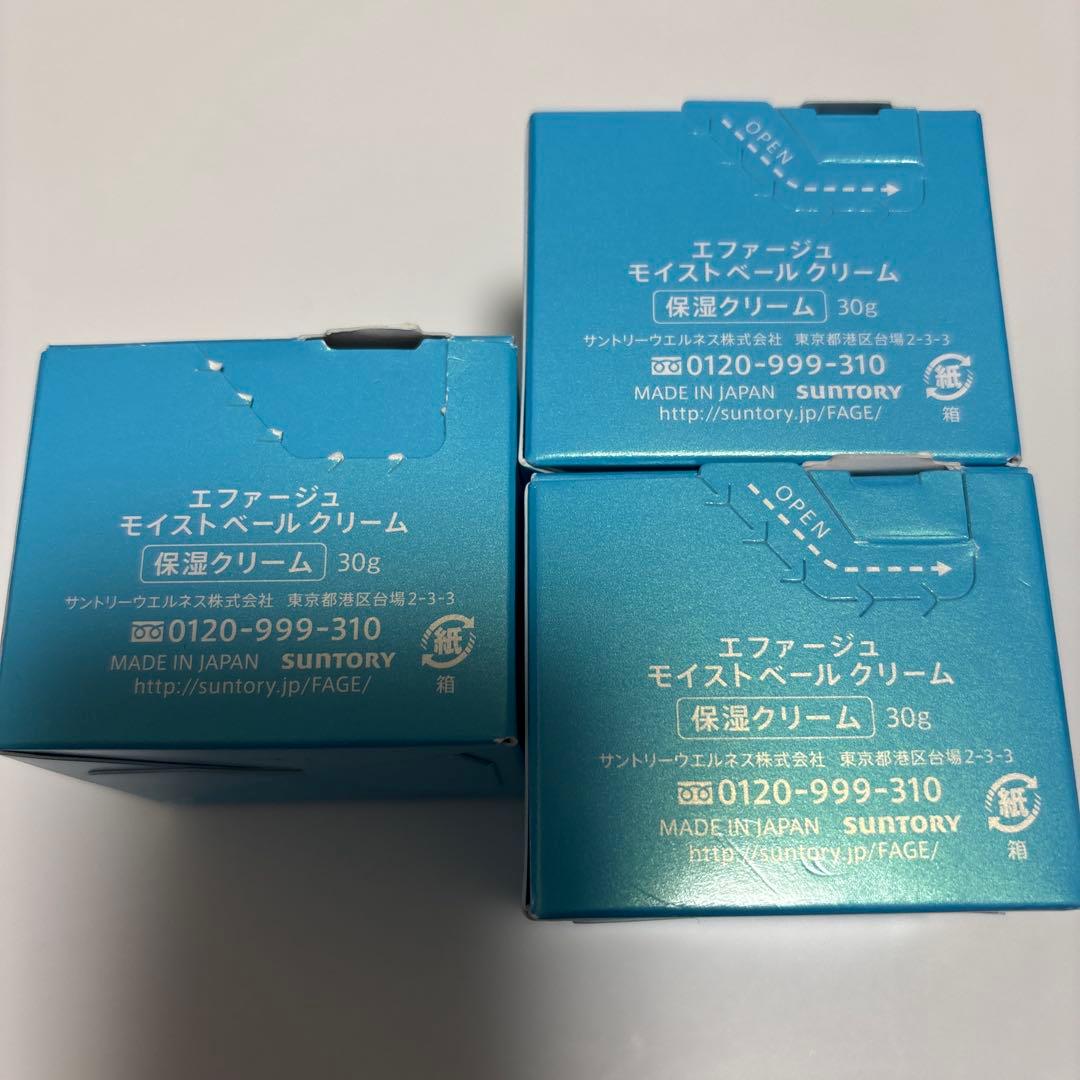 エファージュ
モイスト ベール クリーム
保湿クリーム 30g
サントリーウエルネス株式会社 東京都港区台場2-3-3
0120-999-310
MADE IN JAPAN SUNTORY
http://suntory.jp/FAGE/
紙
箱
OPEN
エファージュ
モイスト ベール クリーム
保湿クリーム 30g
サントリーウエルネス株式会社 東京都港区台場2-3-3
0120-999-310
MADE IN JAPAN SUNTORY
http://suntory.jp/FAGE/
紙
箱
OPEN
エファージュ
モイスト ベール クリーム
保湿クリーム 30g
サントリーウエルネス株式会社 東京都港区台場2-3-3
0120-999-310
MADE IN JAPAN SUNTORY
http://suntory.jp/FAGE/
紙
箱